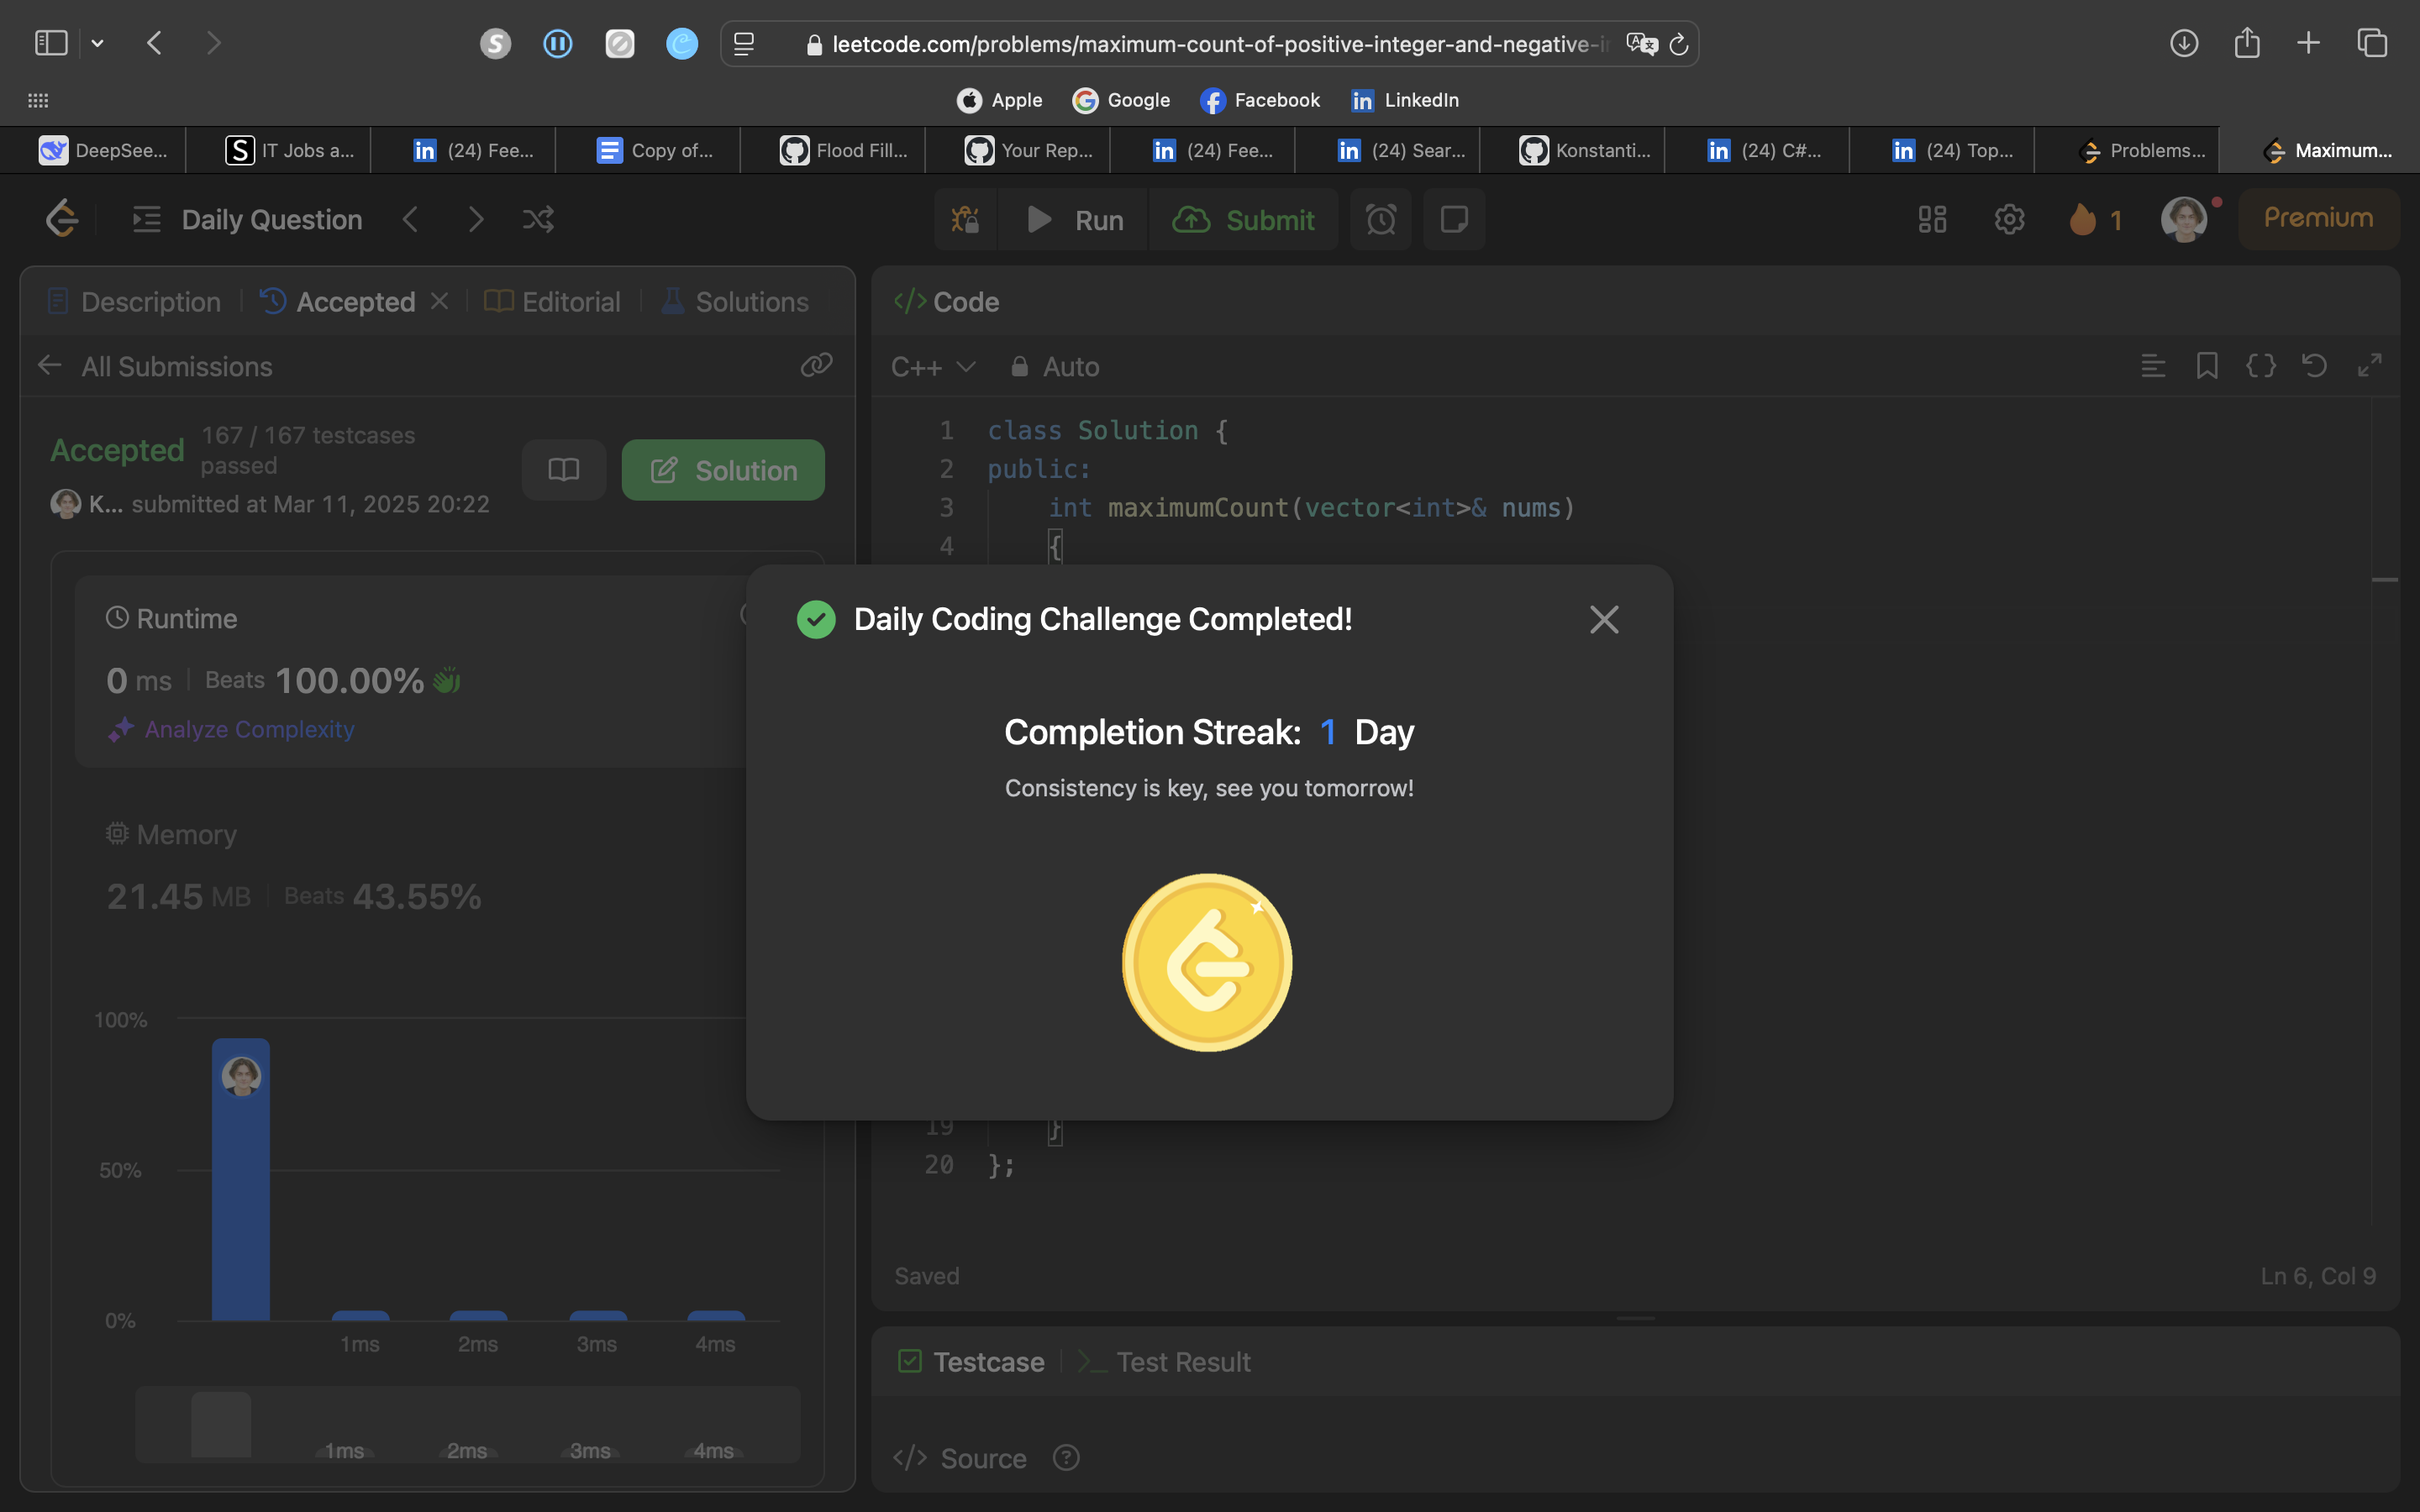 leetcode.com/problems/maximum-count-of-positive-integer-and-negative-i
Apple Google Facebook LinkedIn
DeepSee... IT Jobs a... (24) Fee... Copy of... Flood Fill... Your Rep... (24) Fee... (24) Sear... Konstanti... (24) C#... (24) Top... Problems... Maximum...
Daily Question Run Submit 1 Premium
Description Accepted Editorial Solutions
All Submissions
Accepted 167 / 167 testcases
passed
K... submitted at Mar 11, 2025 20:22
Solution
Runtime
0 ms Beats 100.00%
Analyze Complexity
Memory
21.45 MB Beats 43.55%
100%
50%
0%
1ms 2ms 3ms 4ms
1ms 2ms 3ms 4ms
Code
C++ Auto
1 class Solution {
2 public:
3 int maximumCount(vector<int>& nums)
4 {
Daily Coding Challenge Completed!
Completion Streak: 1 Day
Consistency is key, see you tomorrow!
19 }
20 };
Saved Ln 6, Col 9
Testcase Test Result
Source